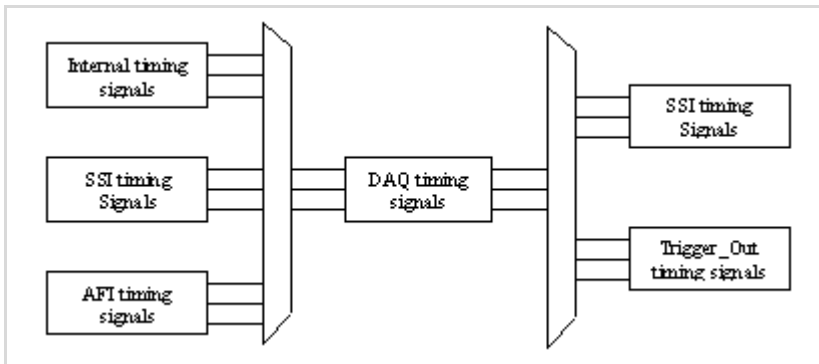 Internal timing
signals
SSI timing
Signals
AFI timing
signals
DAQ timing
signals
SSI timing
Signals
Trigger_Out
timing signals